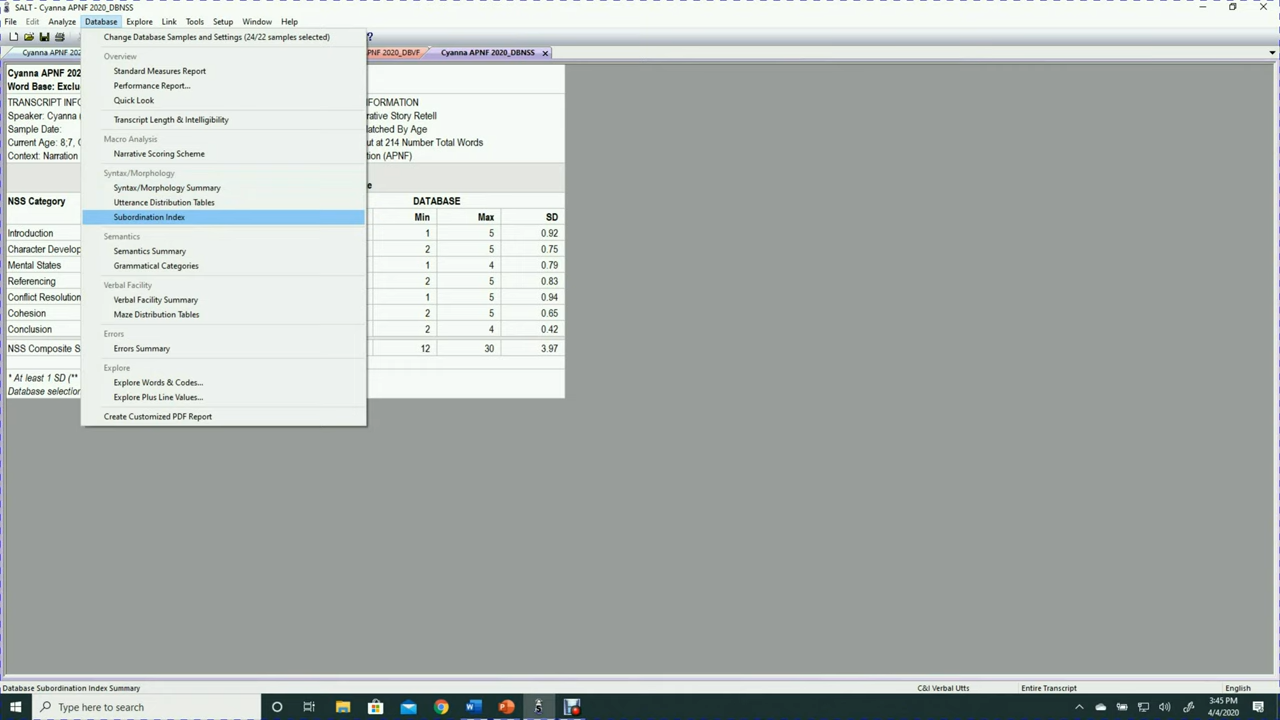 SALT - Cyanna APNF 2020_DBNSS
File Edit Analyze Database Explore Link Tools Setup Window Help
Change Database Samples and Settings (24/22 samples selected)
Overview
Standard Measures Report
Performance Report...
Quick Look
Transcript Length & Intelligibility
Macro Analysis
Narrative Scoring Scheme
Syntax/Morphology
Syntax/Morphology Summary
Utterance Distribution Tables
Subordination Index
Semantics
Semantics Summary
Grammatical Categories
Verbal Facility
Verbal Facility Summary
Maze Distribution Tables
Errors
Errors Summary
Explore
Explore Words & Codes...
Explore Plus Line Values...
Create Customized PDF Report
Cyanna APNF 202
NF 2020_DBVF
Cyanna APNF 2020_DBNSS
Cyanna APNF 202
Word Base: Exclu
TRANSCRIPT INFO
FORMATION
Speaker: Cyanna (
rative Story Retell
Sample Date:
atched By Age
Current Age: 8;7, C
ut at 214 Number Total Words
Context: Narration
tion (APNF)
e
NSS Category DATABASE
Min Max SD
Introduction 1 5 0.92
Character Develop 2 5 0.75
Mental States 1 4 0.79
Referencing 2 5 0.83
Conflict Resolution 1 5 0.94
Cohesion 2 5 0.65
Conclusion 2 4 0.42
NSS Composite S 12 30 3.97
* At least 1 SD (**
Database selection
Database Subordination Index Summary C&I Verbal Utts Entire Transcript English
Type here to search
3:45 PM
4/4/2020